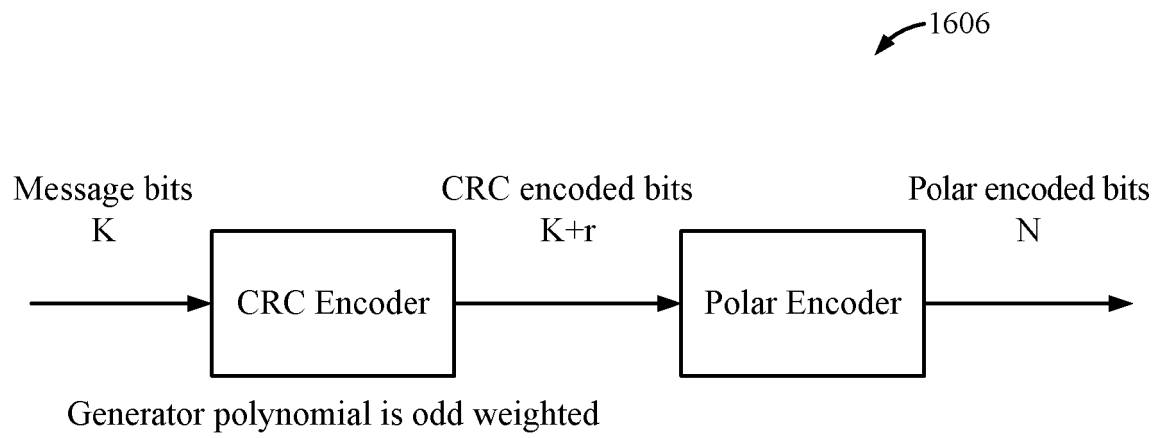 1606
Message bits
K
CRC encoded bits
K+r
Polar encoded bits
N
CRC Encoder
Polar Encoder
Generator polynomial is odd weighted